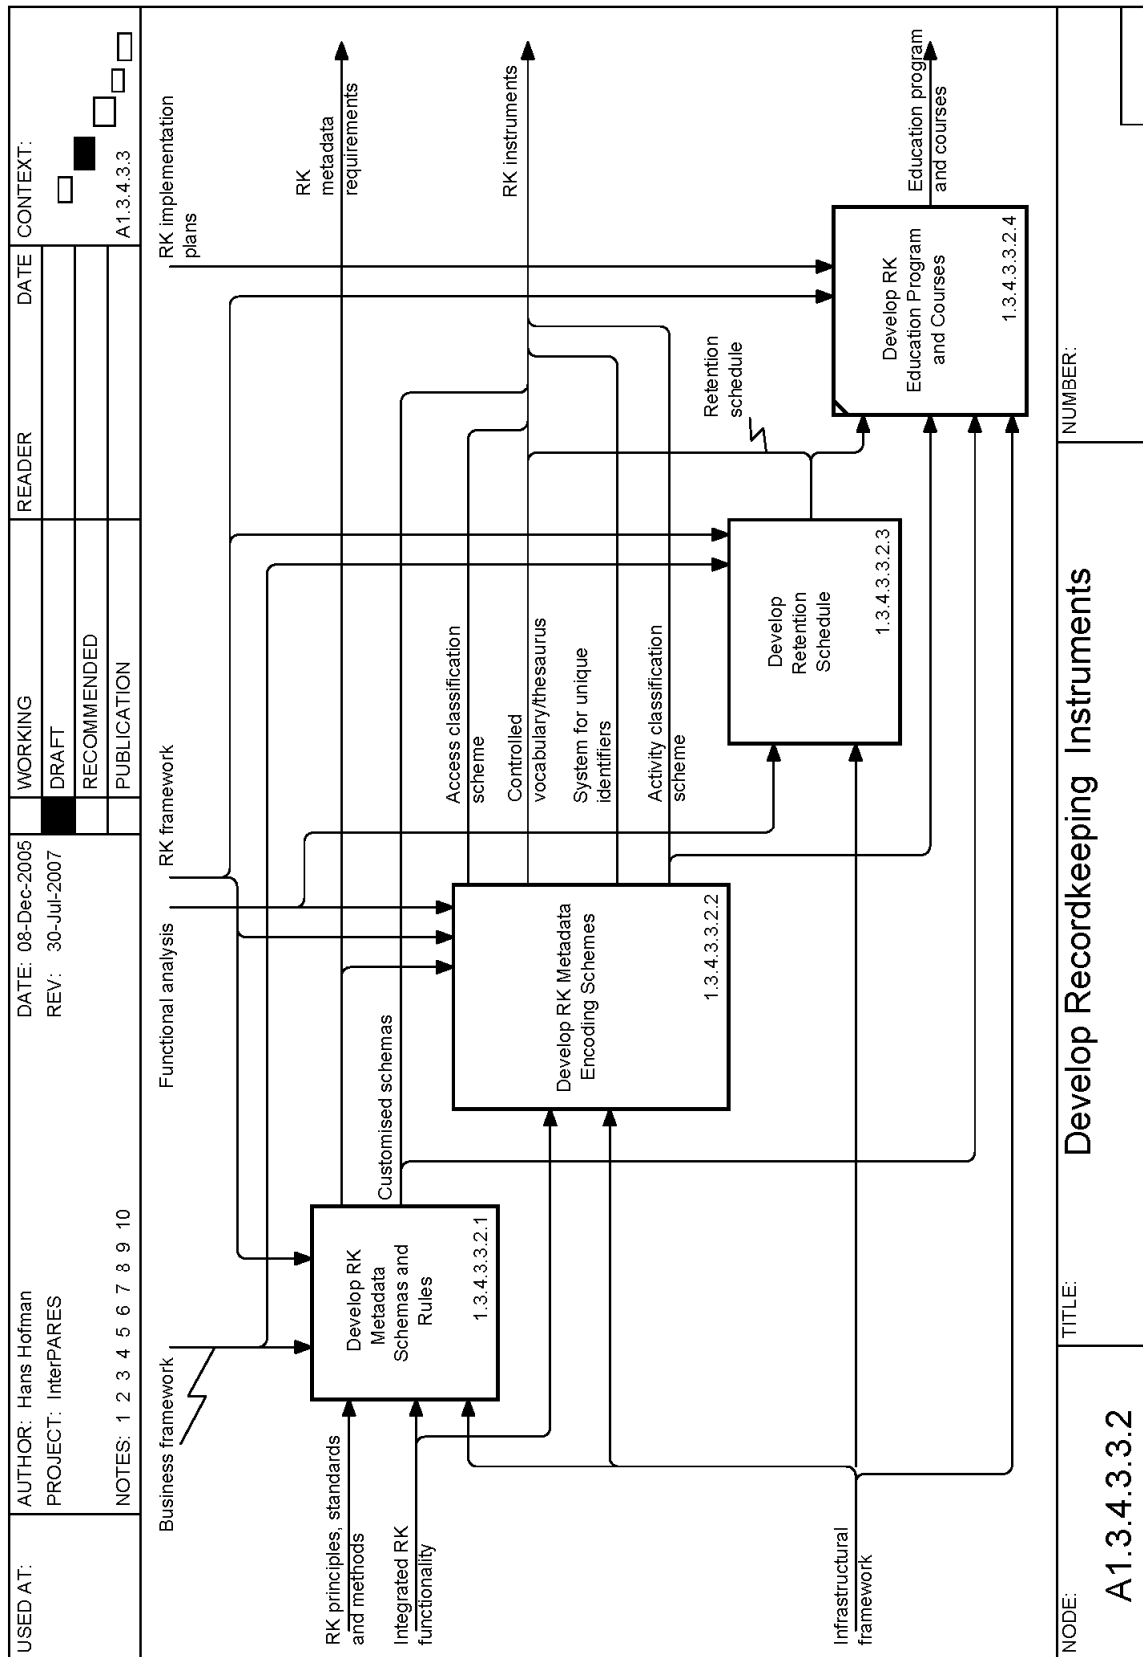 USED AT:
AUTHOR: Hans Hofman
PROJECT: InterPARES
NOTES: 1 2 3 4 5 6 7 8 9 10
DATE: 08-Dec-2005
REV: 30-Jul-2007
WORKING
DRAFT
RECOMMENDED
PUBLICATION
READER
DATE
CONTEXT:
A1.3.4.3.3
Business framework
Functional analysis
RK framework
RK implementation
plans
RK principles, standards
and methods
Integrated RK
functionality
Infrastructural
framework
Develop RK
Metadata
Schemas and
Rules
1.3.4.3.3.2.1
Customised schemas
Develop RK Metadata
Encoding Schemes
1.3.4.3.3.2.2
Access classification
scheme
Controlled
vocabulary/thesaurus
System for unique
identifiers
Activity classification
scheme
Develop
Retention
Schedule
1.3.4.3.3.2.3
Retention
schedule
Develop RK
Education Program
and Courses
1.3.4.3.3.2.4
RK
metadata
requirements
RK instruments
Education program
and courses
NODE:
A1.3.4.3.3.2
TITLE:
Develop Recordkeeping Instruments
NUMBER: